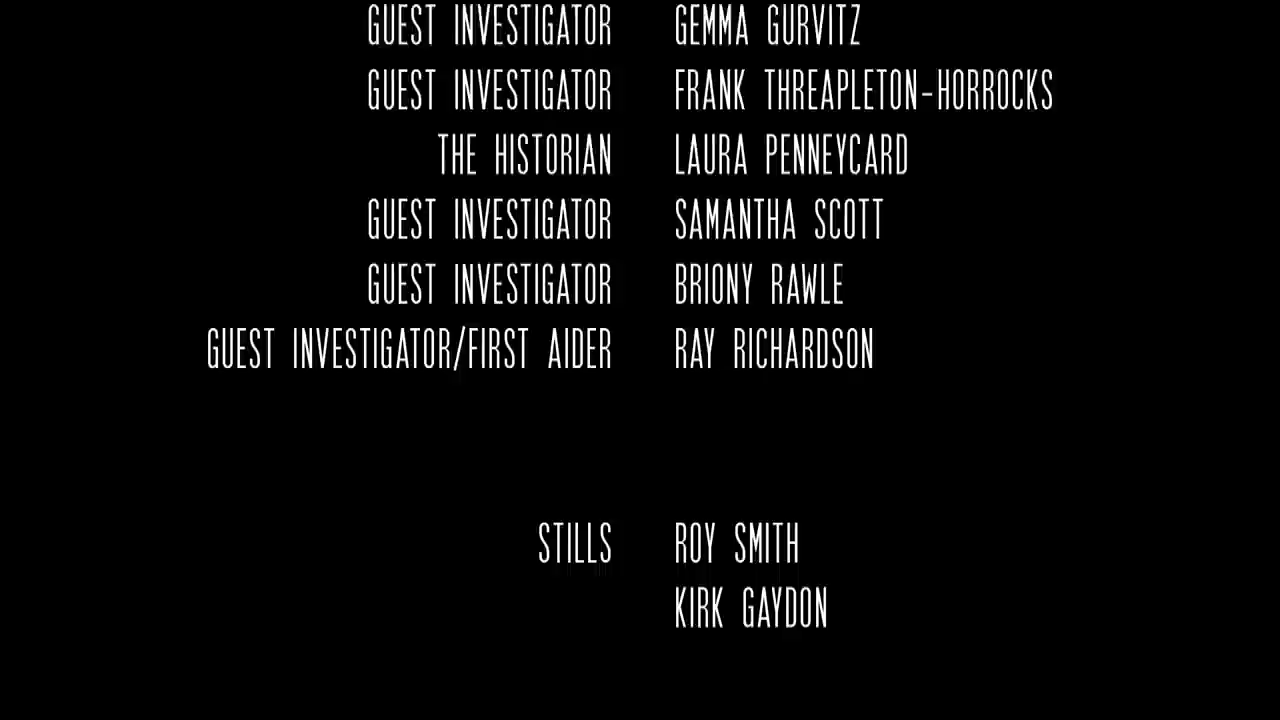 GUEST INVESTIGATOR GEMMA GURVITZ
GUEST INVESTIGATOR FRANK THREAPLETON-HORROCKS
THE HISTORIAN LAURA PENNEYCARD
GUEST INVESTIGATOR SAMANTHA SCOTT
GUEST INVESTIGATOR BRIONY RAWLE
GUEST INVESTIGATOR/FIRST AIDER RAY RICHARDSON
STILLS ROY SMITH
KIRK GAYDON